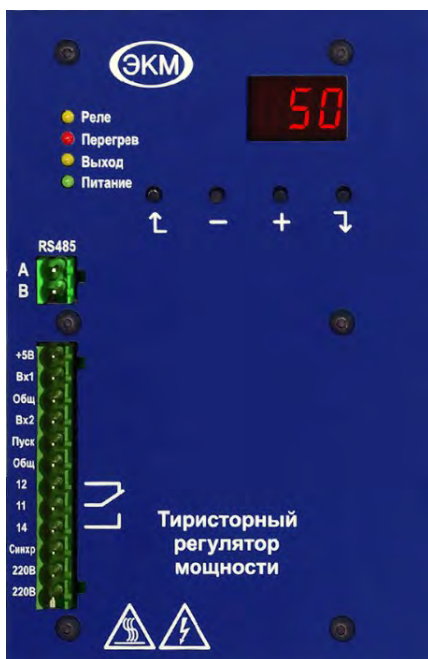 ЭКМ
50
Реле
Перегрев
Выход
Питание
RS485
A
B
+5В
Вх1
Общ
Вх2
Пуск
Общ
12
11
14
Синхр
220В
220В
Тиристорный
регулятор
мощности